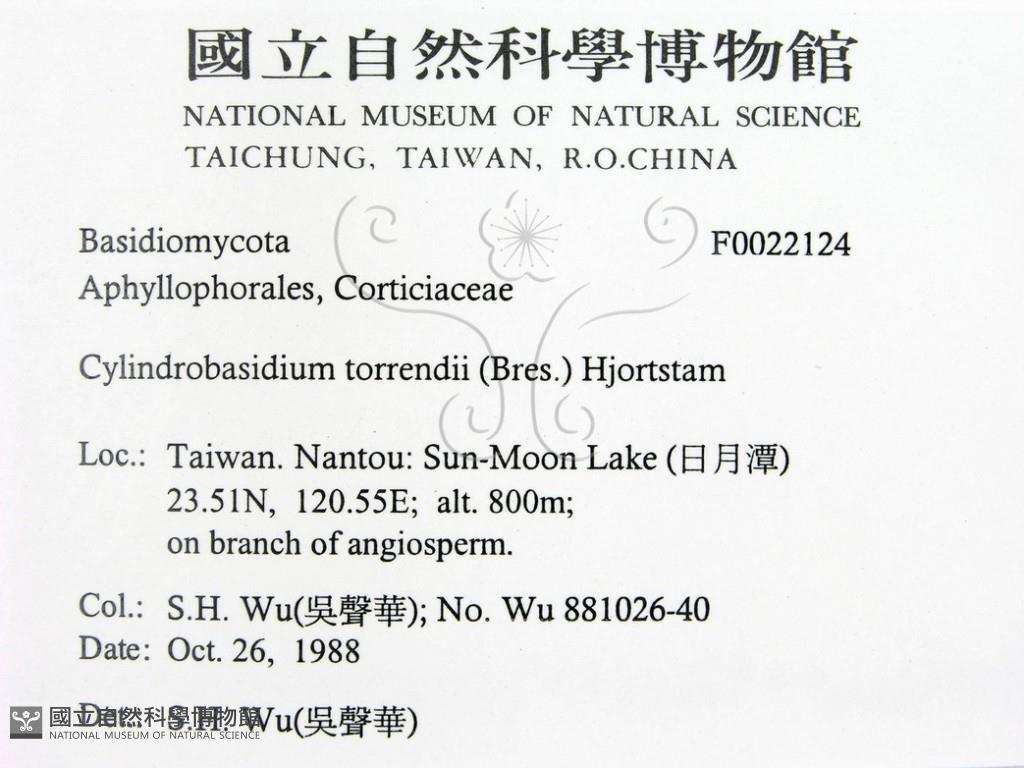 國立自然科學博物館
NATIONAL MUSEUM OF NATURAL SCIENCE
TAICHUNG, TAIWAN, R.O.CHINA
Basidiomycota F0022124
Aphyllophorales, Corticiaceae
Cylindrobasidium torrendii (Bres.) Hjortstam
Loc.: Taiwan. Nantou: Sun-Moon Lake (日月潭)
23.51N, 120.55E; alt. 800m;
on branch of angiosperm.
Col.: S.H. Wu(吳聲華); No. Wu 881026-40
Date: Oct. 26, 1988
Det.: S.H. Wu(吳聲華)
國立自然科學博物館
NATIONAL MUSEUM OF NATURAL SCIENCE